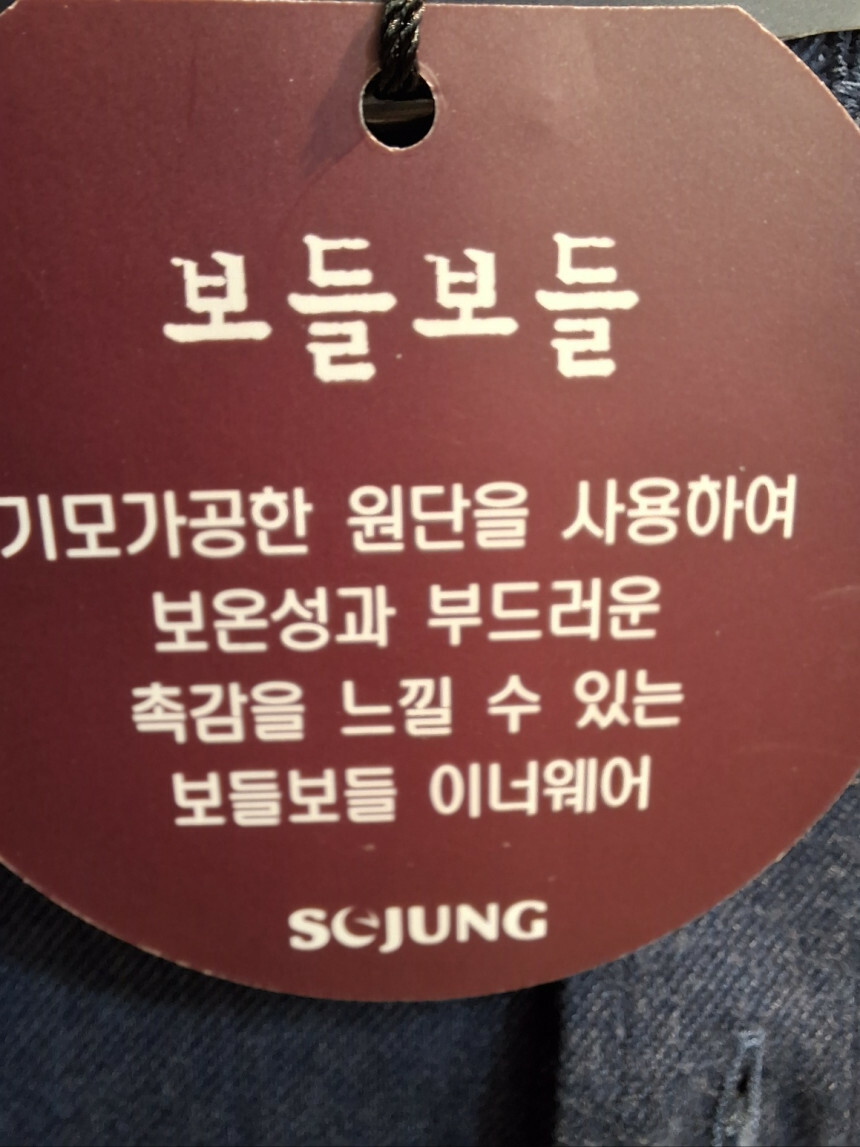 보들보들
기모가공한 원단을 사용하여
보온성과 부드러운
촉감을 느낄 수 있는
보들보들 이너웨어
SEJUNG